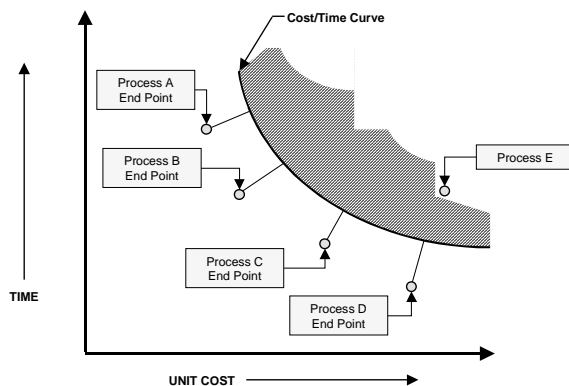 Cost/Time Curve
Process A
End Point
Process B
End Point
Process E
Process C
End Point
Process D
End Point
TIME
UNIT COST